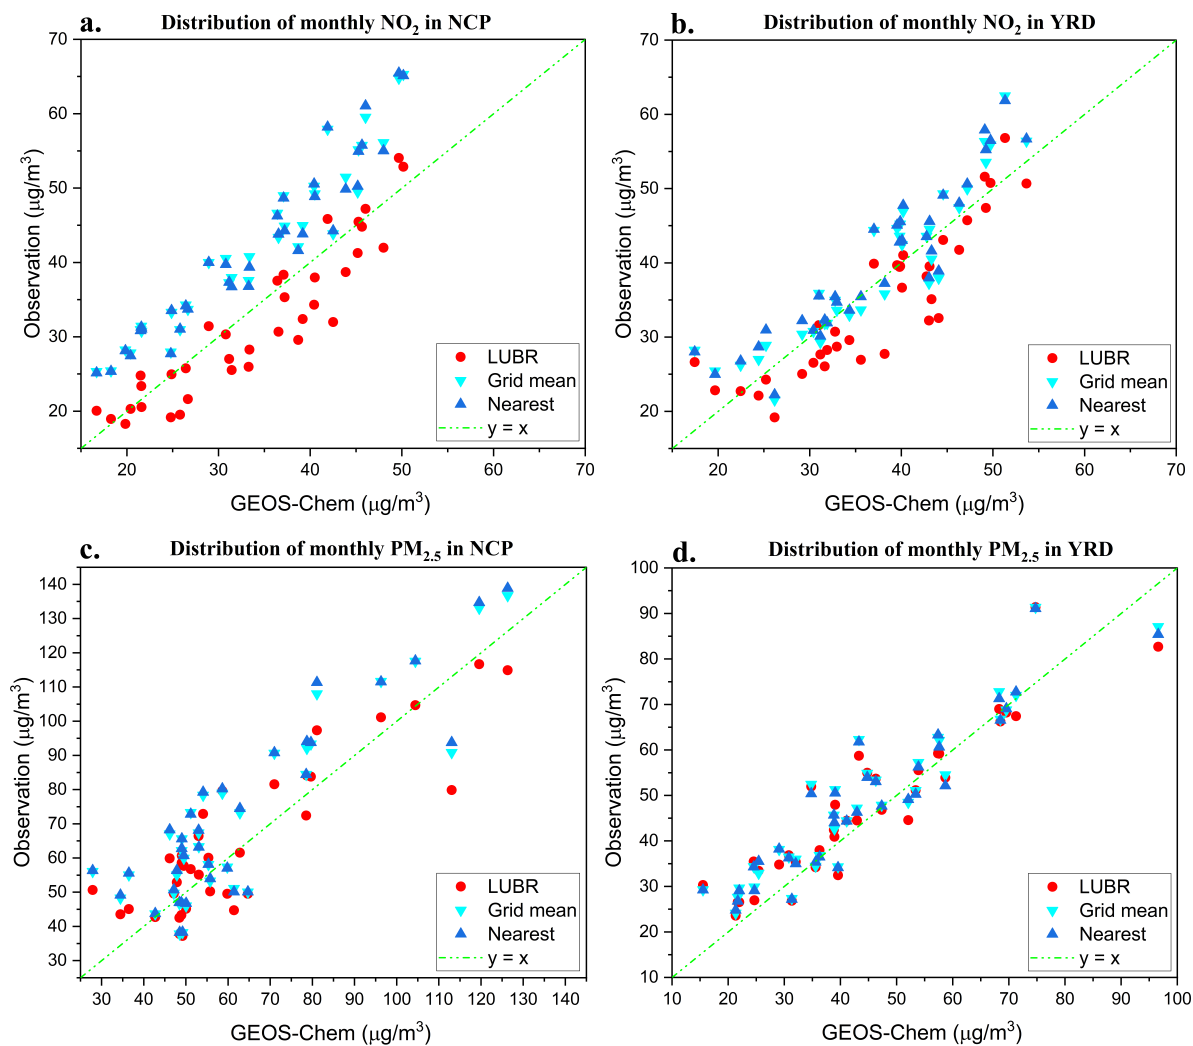 a. Distribution of monthly NO2 in NCP
70
60
50
40
30
20
Observation (μg/m³)
LUBR
Grid mean
Nearest
y = x
20 30 40 50 60 70
GEOS-Chem (μg/m³)
b. Distribution of monthly NO2 in YRD
70
60
50
40
30
20
Observation (μg/m³)
LUBR
Grid mean
Nearest
y = x
20 30 40 50 60 70
GEOS-Chem (μg/m³)
c. Distribution of monthly PM2.5 in NCP
140
130
120
110
100
90
80
70
60
50
40
30
Observation (μg/m³)
LUBR
Grid mean
Nearest
y = x
30 40 50 60 70 80 90 100 110 120 130 140
GEOS-Chem (μg/m³)
d. Distribution of monthly PM2.5 in YRD
100
90
80
70
60
50
40
30
20
10
Observation (μg/m³)
LUBR
Grid mean
Nearest
y = x
10 20 30 40 50 60 70 80 90 100
GEOS-Chem (μg/m³)